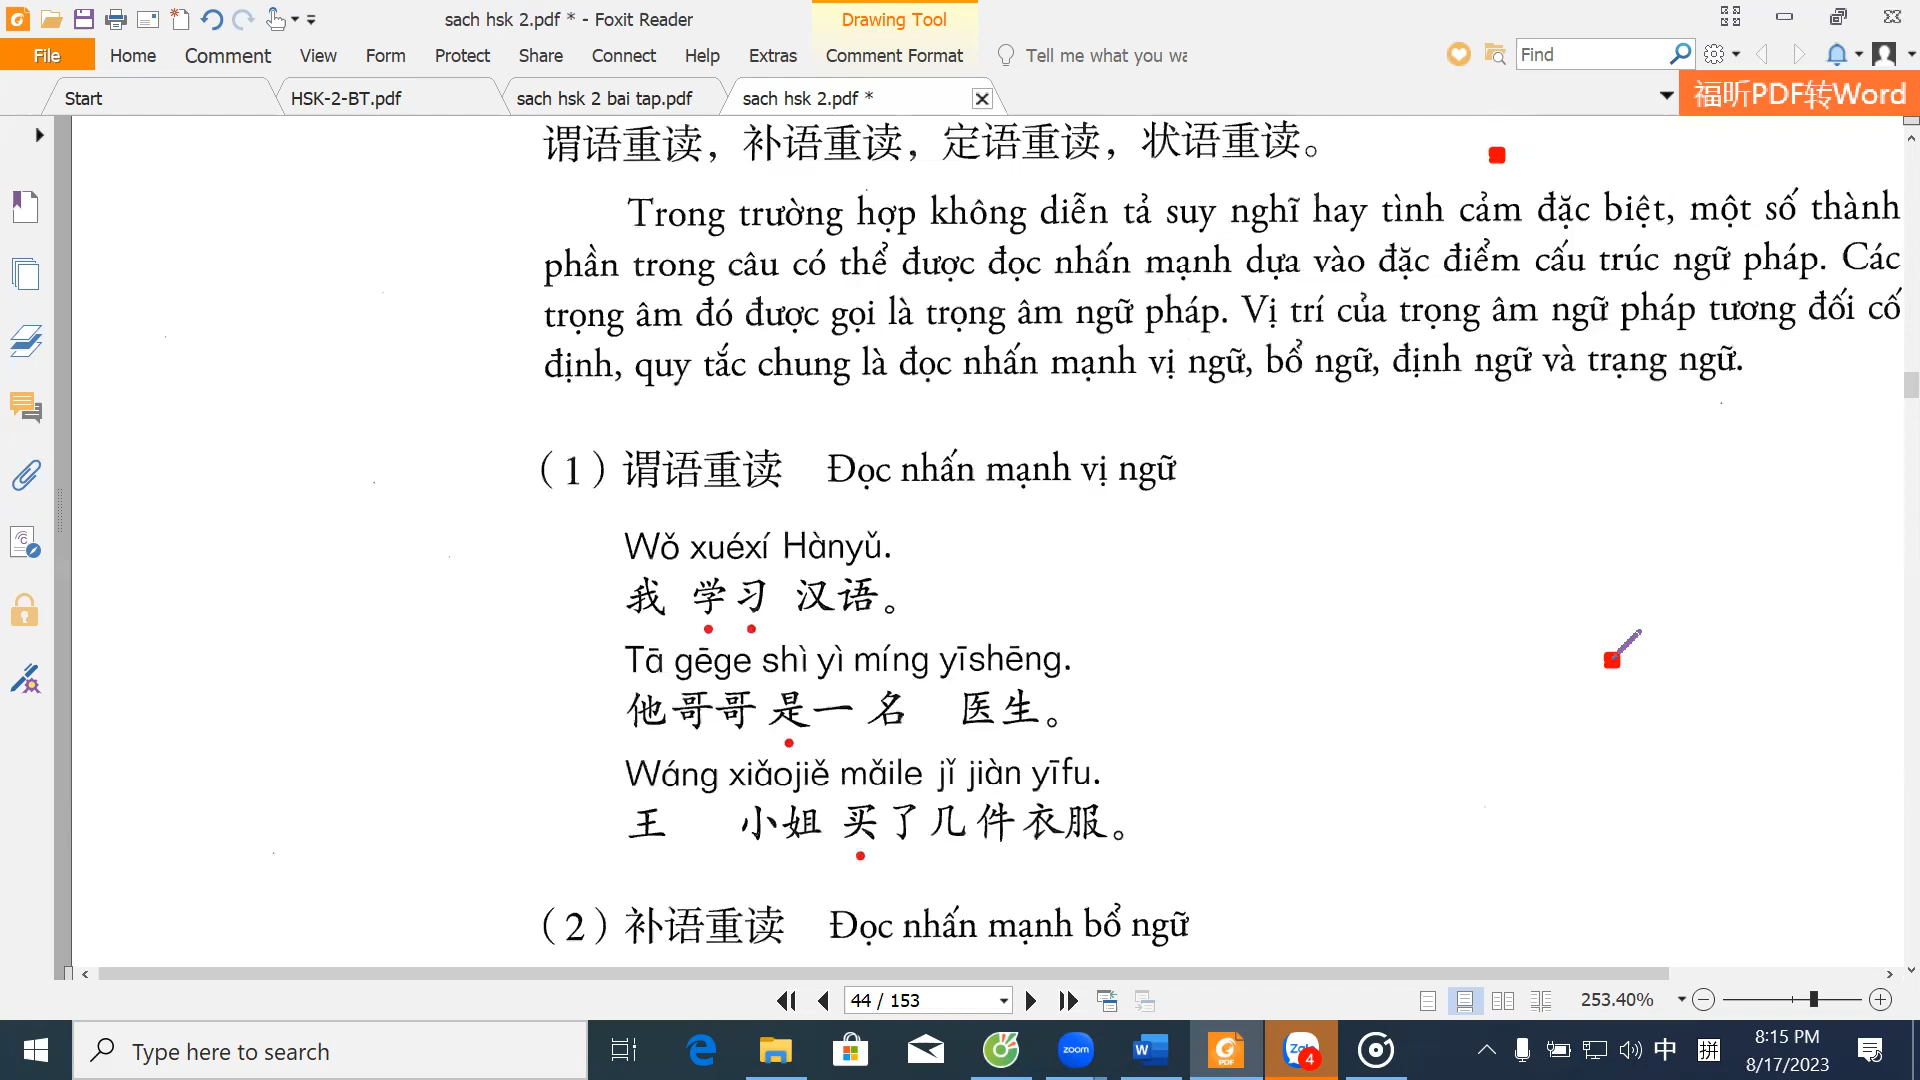 sach hsk 2.pdf * - Foxit Reader
Drawing Tool
File
Home
Comment
View
Form
Protect
Share
Connect
Help
Extras
Comment Format
Tell me what you wa
Find
Start
HSK-2-BT.pdf
sach hsk 2 bai tap.pdf
sach hsk 2.pdf *
福昕PDF转Word
谓语重读，补语重读，定语重读，状语重读。
Trong trường hợp không diễn tả suy nghĩ hay tình cảm đặc biệt, một số thành
phần trong câu có thể được đọc nhấn mạnh dựa vào đặc điểm cấu trúc ngữ pháp. Các
trọng âm đó được gọi là trọng âm ngữ pháp. Vị trí của trọng âm ngữ pháp tương đối cố
định, quy tắc chung là đọc nhấn mạnh vị ngữ, bổ ngữ, định ngữ và trạng ngữ.
（1）谓语重读 Đọc nhấn mạnh vị ngữ
Wǒ xuéxí Hànyǔ.
我 学习 汉语。
Tā gēge shì yì míng yīshēng.
他哥哥是一名 医生。
Wáng xiǎojiě mǎile jǐ jiàn yīfu.
王 小姐买了几件衣服。
（2）补语重读 Đọc nhấn mạnh bổ ngữ
44 / 153
253.40%
Type here to search
zoom
W
PDF
Zalo
4
中
拼
8:15 PM
8/17/2023